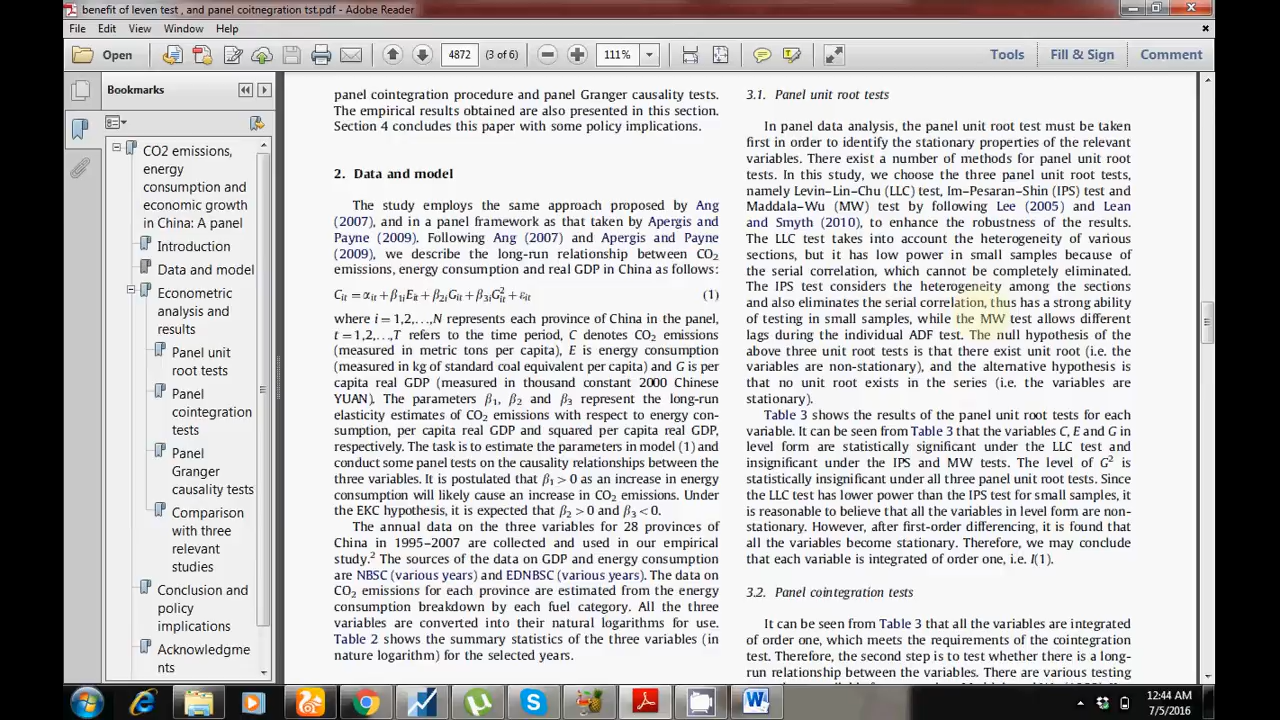 benefit of leven test , and panel coitnegration tst.pdf - Adobe Reader
File Edit View Window Help
Open 4872 (3 of 6) 111% Tools Fill & Sign Comment
Bookmarks
CO2 emissions,
energy
consumption and
economic growth
in China: A panel
Introduction
Data and model
Econometric
analysis and
results
Panel unit
root tests
Panel
cointegration
tests
Panel Granger
causality tests
Comparison
with three
relevant
studies
Conclusion and
policy
implications
Acknowledgme
nts
panel cointegration procedure and panel Granger causality tests.
The empirical results obtained are also presented in this section.
Section 4 concludes this paper with some policy implications.
2. Data and model
The study employs the same approach proposed by Ang
(2007), and in a panel framework as that taken by Apergis and
Payne (2009). Following Ang (2007) and Apergis and Payne
(2009), we describe the long-run relationship between CO2
emissions, energy consumption and real GDP in China as follows:
Cit = αit + β1iEit + β2iGit + β3iG²it + εit (1)
where i = 1,2,…,N represents each province of China in the panel,
t = 1,2,…,T refers to the time period, C denotes CO2 emissions
(measured in metric tons per capita), E is energy consumption
(measured in kg of standard coal equivalent per capita) and G is per
capita real GDP (measured in thousand constant 2000 Chinese
YUAN). The parameters β1, β2 and β3 represent the long-run
elasticity estimates of CO2 emissions with respect to energy con-
sumption, per capita real GDP and squared per capita real GDP,
respectively. The task is to estimate the parameters in model (1) and
conduct some panel tests on the causality relationships between the
three variables. It is postulated that β1 > 0 as an increase in energy
consumption will likely cause an increase in CO2 emissions. Under
the EKC hypothesis, it is expected that β2 > 0 and β3 < 0.
The annual data on the three variables for 28 provinces of
China in 1995–2007 are collected and used in our empirical
study.2 The sources of the data on GDP and energy consumption
are NBSC (various years) and EDNBSC (various years). The data on
CO2 emissions for each province are estimated from the energy
consumption breakdown by each fuel category. All the three
variables are converted into their natural logarithms for use.
Table 2 shows the summary statistics of the three variables (in
nature logarithm) for the selected years.
3.1. Panel unit root tests
In panel data analysis, the panel unit root test must be taken
first in order to identify the stationary properties of the relevant
variables. There exist a number of methods for panel unit root
tests. In this study, we choose the three panel unit root tests,
namely Levin-Lin-Chu (LLC) test, Im-Pesaran-Shin (IPS) test and
Maddala-Wu (MW) test by following Lee (2005) and Lean
and Smyth (2010), to enhance the robustness of the results.
The LLC test takes into account the heterogeneity of various
sections, but it has low power in small samples because of
the serial correlation, which cannot be completely eliminated.
The IPS test considers the heterogeneity among the sections
and also eliminates the serial correlation, thus has a strong ability
of testing in small samples, while the MW test allows different
lags during the individual ADF test. The null hypothesis of the
above three unit root tests is that there exist unit root (i.e. the
variables are non-stationary), and the alternative hypothesis is
that no unit root exists in the series (i.e. the variables are
stationary).
Table 3 shows the results of the panel unit root tests for each
variable. It can be seen from Table 3 that the variables C, E and G in
level form are statistically significant under the LLC test and
insignificant under the IPS and MW tests. The level of G² is
statistically insignificant under all three panel unit root tests. Since
the LLC test has lower power than the IPS test for small samples, it
is reasonable to believe that all the variables in level form are non-
stationary. However, after first-order differencing, it is found that
all the variables become stationary. Therefore, we may conclude
that each variable is integrated of order one, i.e. I(1).
3.2. Panel cointegration tests
It can be seen from Table 3 that all the variables are integrated
of order one, which meets the requirements of the cointegration
test. Therefore, the second step is to test whether there is a long-
run relationship between the variables. There are various testing
12:44 AM
7/5/2016